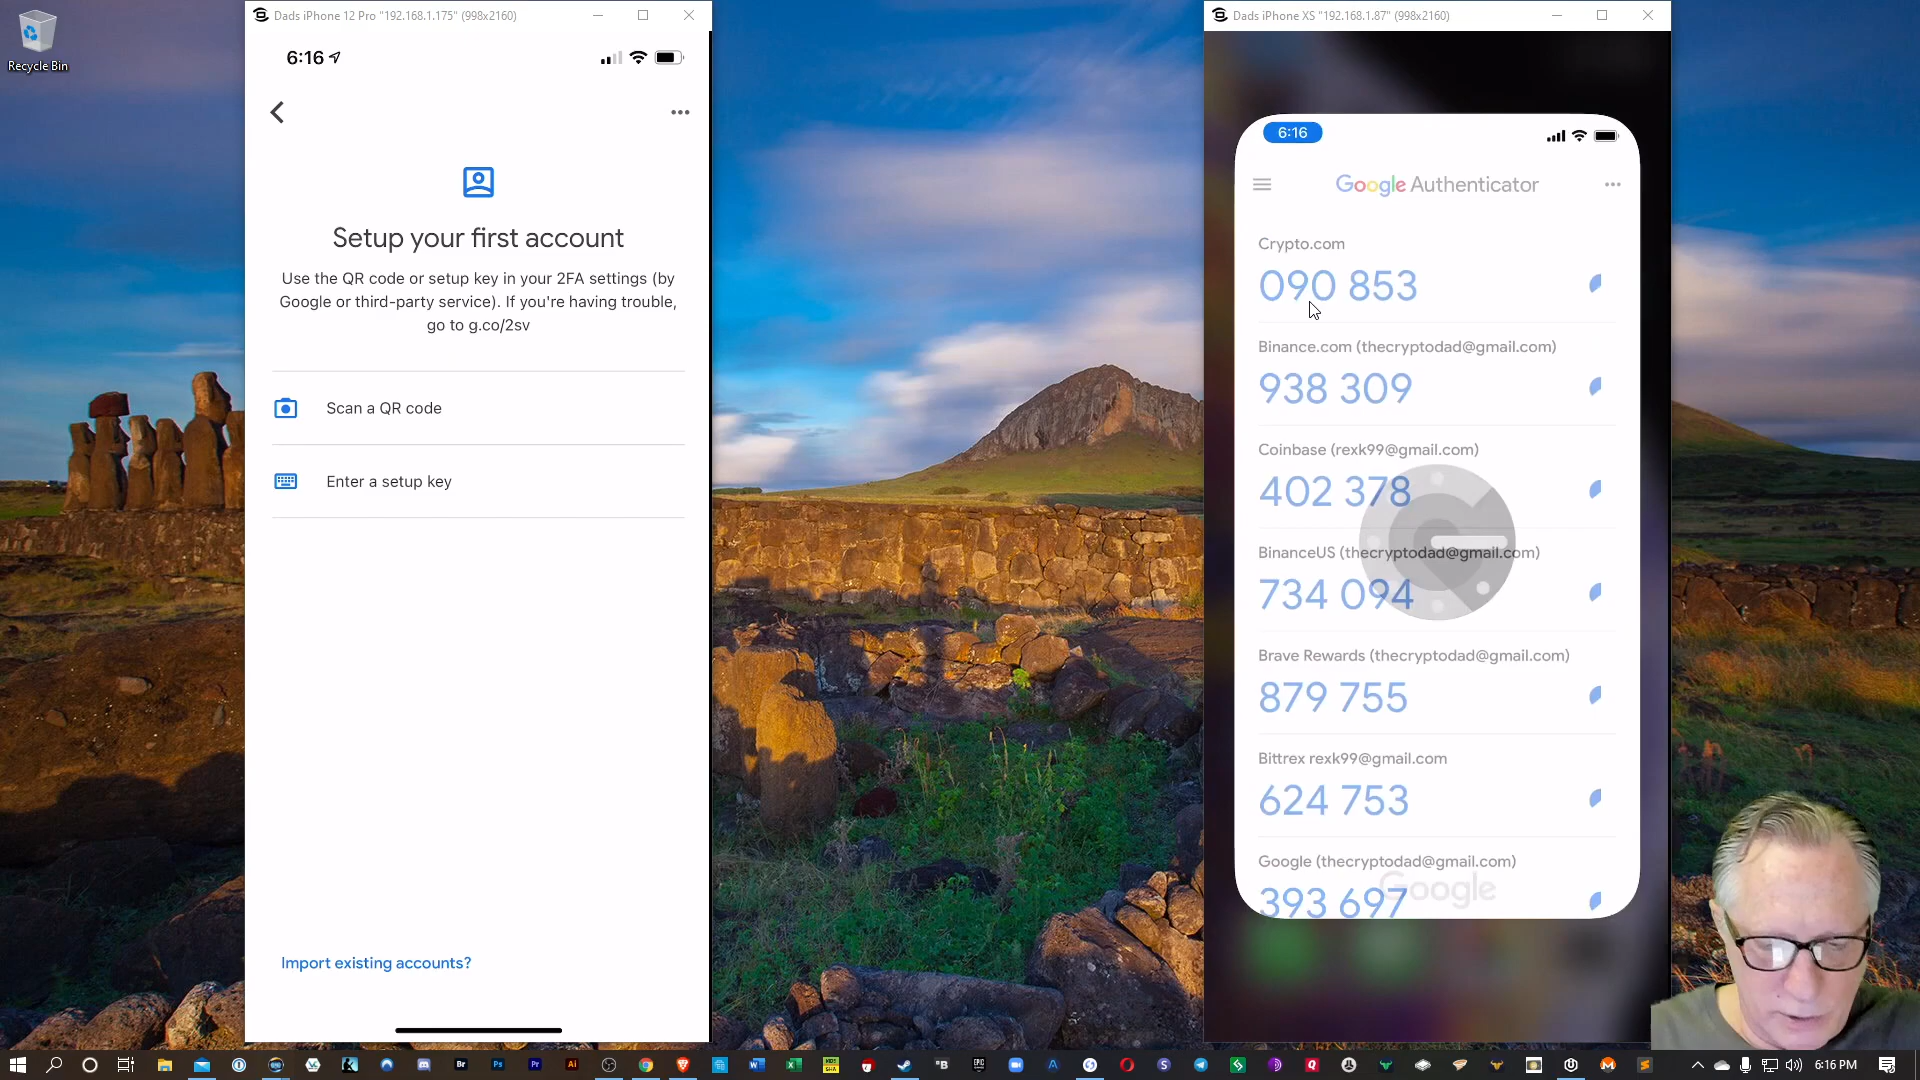 Recycle Bin
Dads iPhone 12 Pro "192.168.1.175" (998x2160)
6:16
Setup your first account
Use the QR code or setup key in your 2FA settings (by
Google or third-party service). If you're having trouble,
go to g.co/2sv
Scan a QR code
Enter a setup key
Import existing accounts?
Dads iPhone XS "192.168.1.87" (998x2160)
6:16
Google Authenticator
Crypto.com
090 853
Binance.com (thecryptodad@gmail.com)
938 309
Coinbase (rexk99@gmail.com)
402 378
BinanceUS (thecryptodad@gmail.com)
734 094
Brave Rewards (thecryptodad@gmail.com)
879 755
Bittrex rexk99@gmail.com
624 753
Google (thecryptodad@gmail.com)
393 697
Google
Br
Ps
Pr
Ai
6:16 PM